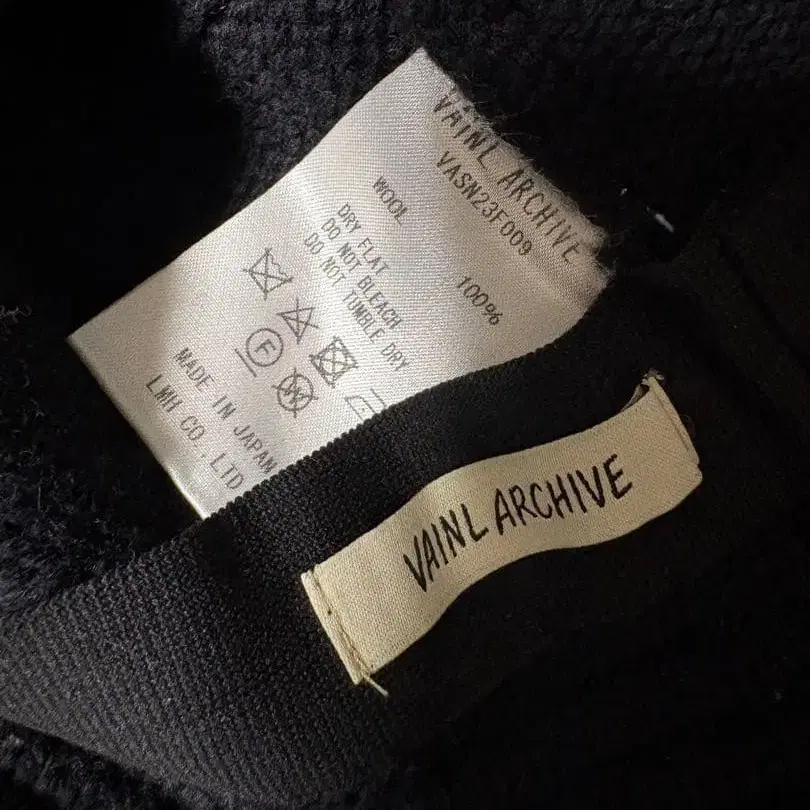 VAINL ARCHIVE
VASN23F009
WOOL 100%
DRY FLAT
DO NOT BLEACH
DO NOT TUMBLE DRY
F
W
MADE IN JAPAN
LMH CO.,LTD
VAINL ARCHIVE